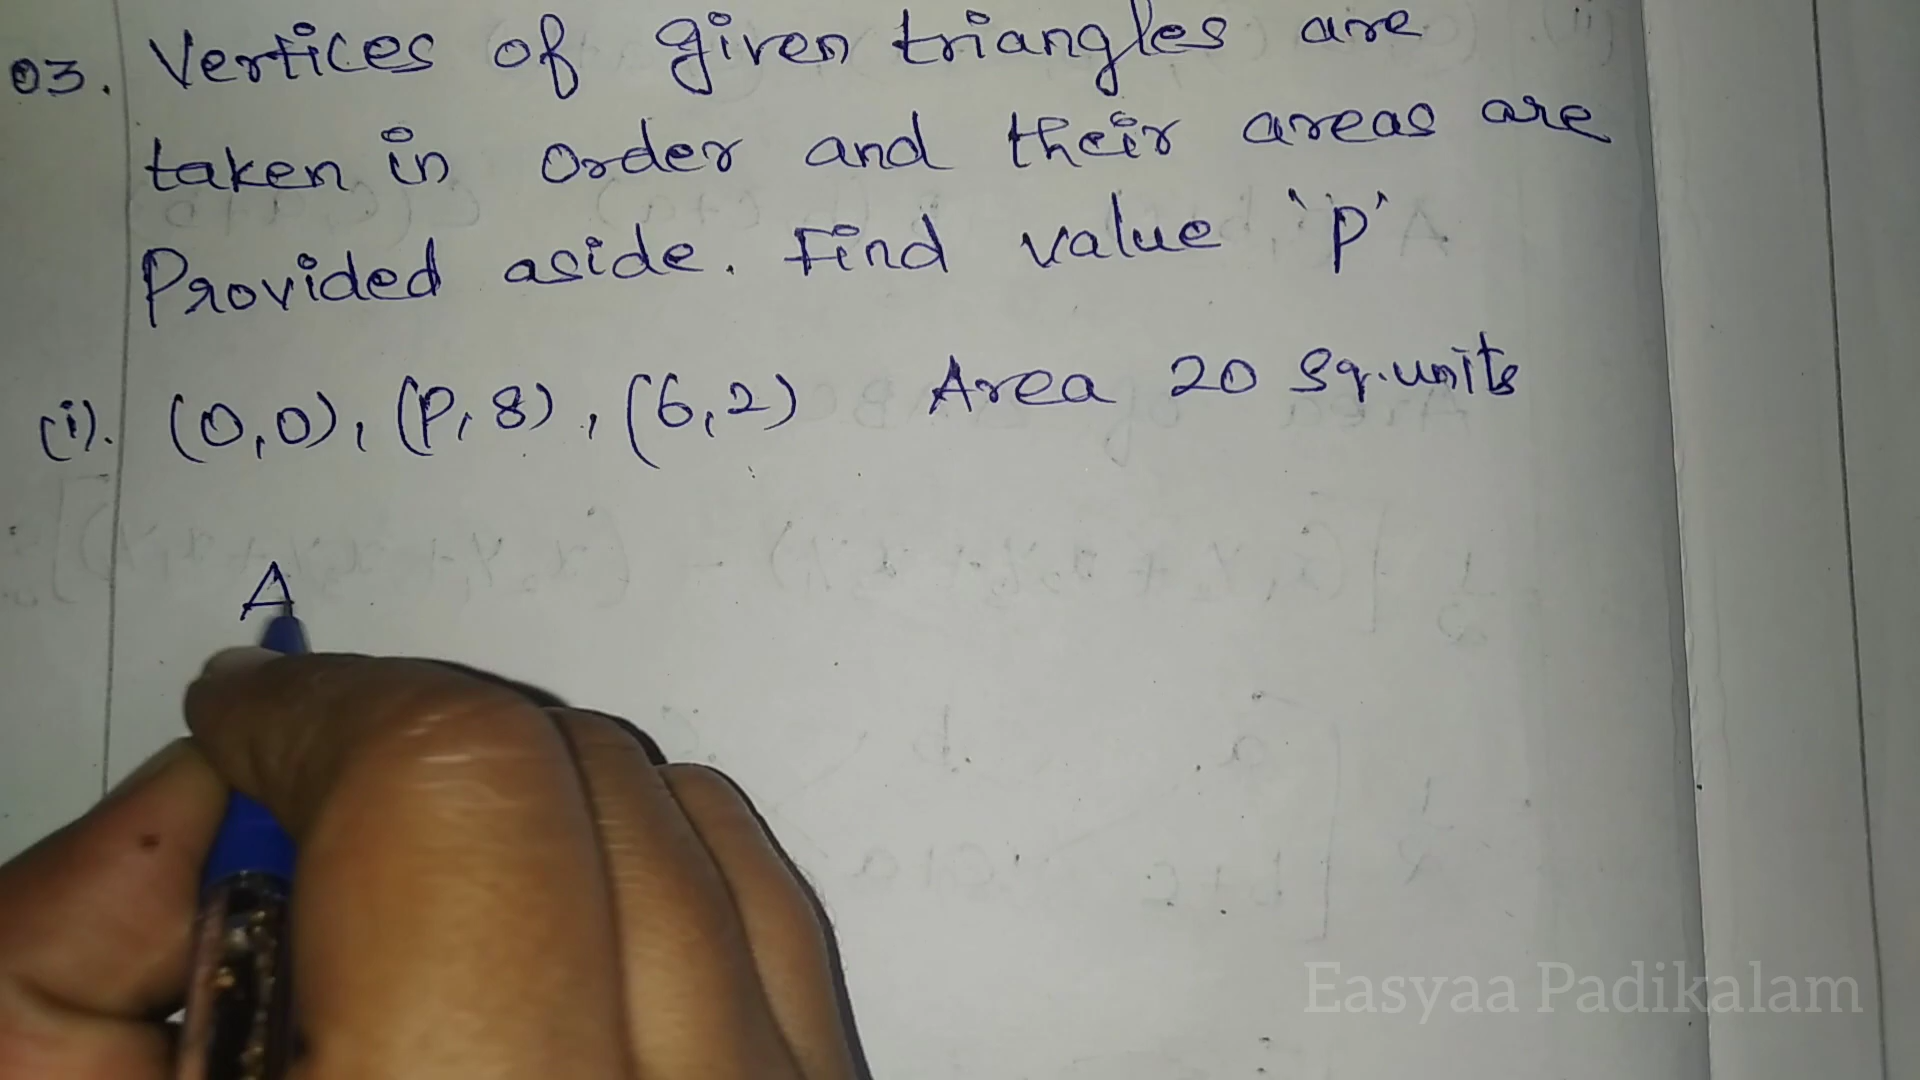 03. Vertices of given triangles are
taken in order and their areas are
Provided aside. Find value 'P'
(i). (0,0), (P,8), (6,2) Area 20 Sq.units
A
Easyaa Padikalam